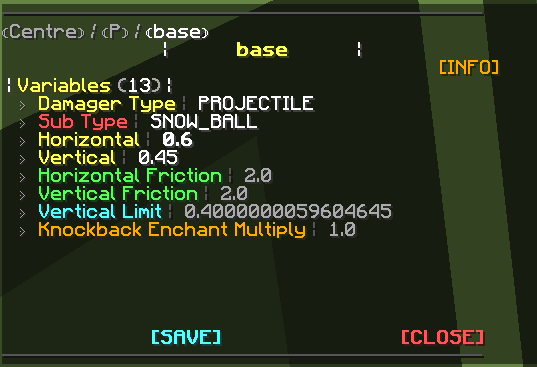 (Centre) / (P) / (base)
¦ base ¦
[INFO]
¦ Variables (13) ¦
> Damager Type ¦ PROJECTILE
> Sub Type ¦ SNOW_BALL
> Horizontal ¦ 0.6
> Vertical ¦ 0.45
> Horizontal Friction ¦ 2.0
> Vertical Friction ¦ 2.0
> Vertical Limit ¦ 0.4000000059604645
> Knockback Enchant Multiply ¦ 1.0
[SAVE] [CLOSE]